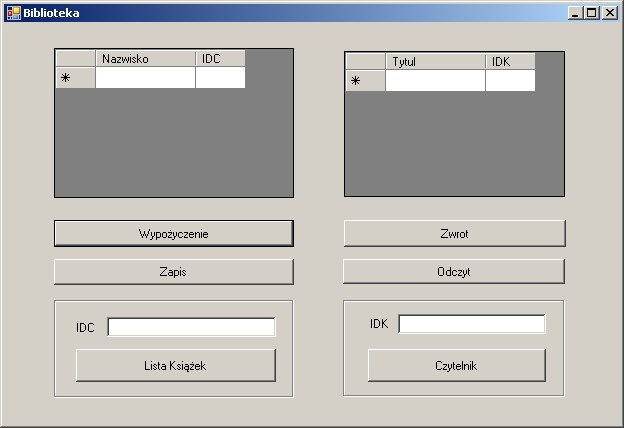 Biblioteka
Nazwisko IDC
Tytul IDK
Wypożyczenie
Zwrot
Zapis
Odczyt
IDC
IDK
Lista Książek
Czytelnik